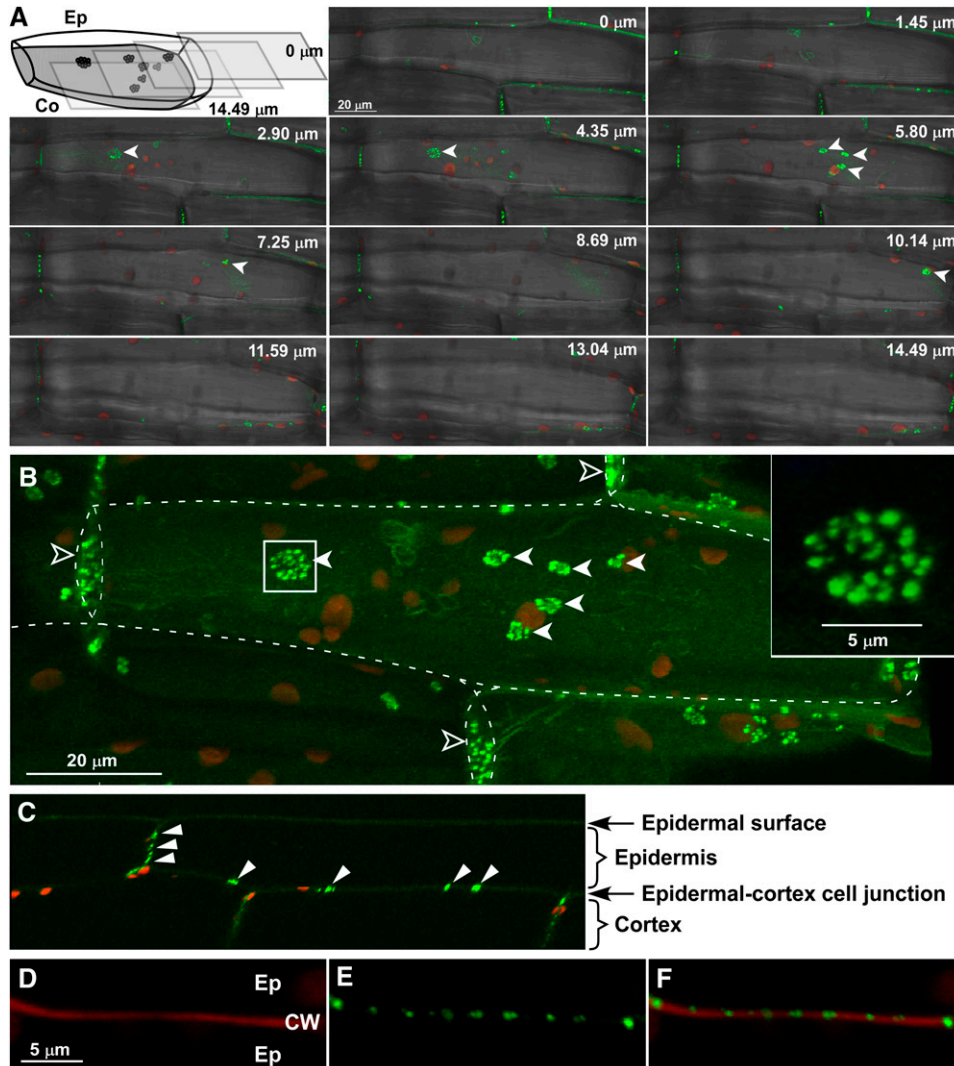 A
Ep
0 µm
Co
14.49 µm
0 µm
20 µm
1.45 µm
2.90 µm
4.35 µm
5.80 µm
7.25 µm
8.69 µm
10.14 µm
11.59 µm
13.04 µm
14.49 µm
B
20 µm
5 µm
C
Epidermal surface
Epidermis
Epidermal-cortex cell junction
Cortex
D
Ep
CW
Ep
5 µm
E
F